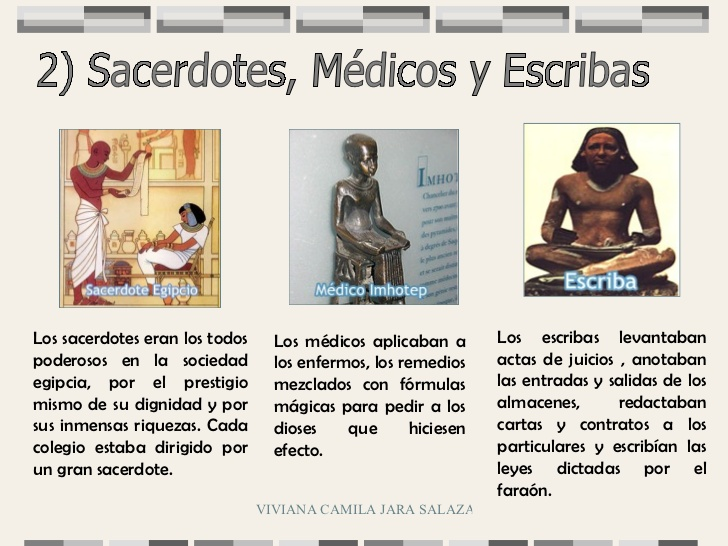 2) Sacerdotes, Médicos y Escribas
Sacerdote Egipcio
Los sacerdotes eran los todos
poderosos en la sociedad
egipcia, por el prestigio
mismo de su dignidad y por
sus inmensas riquezas. Cada
colegio estaba dirigido por
un gran sacerdote.
IMHOT
Médico Imhotep
Los médicos aplicaban a
los enfermos, los remedios
mezclados con fórmulas
mágicas para pedir a los
dioses que hiciesen
efecto.
Escriba
Los escribas levantaban
actas de juicios , anotaban
las entradas y salidas de los
almacenes, redactaban
cartas y contratos a los
particulares y escribían las
leyes dictadas por el
faraón.
VIVIANA CAMILA JARA SALAZA